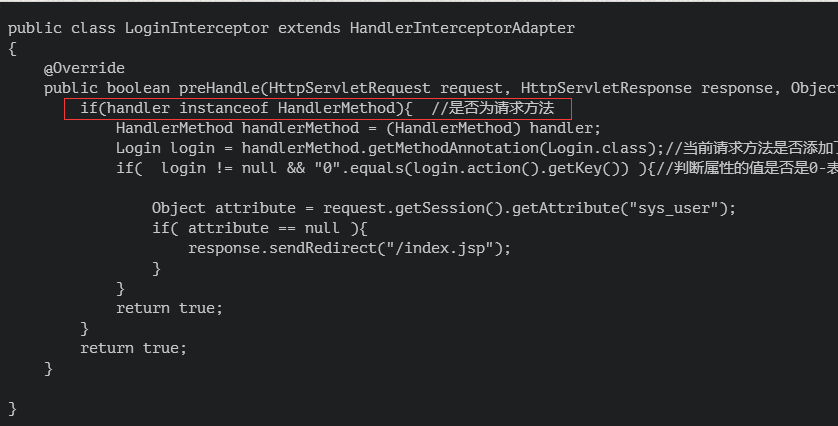 public class LoginInterceptor extends HandlerInterceptorAdapter
{
@Override
public boolean preHandle(HttpServletRequest request, HttpServletResponse response, Object
if(handler instanceof HandlerMethod){ //是否为请求方法
HandlerMethod handlerMethod = (HandlerMethod) handler;
Login login = handlerMethod.getMethodAnnotation(Login.class);//当前请求方法是否添加了
if( login != null && "0".equals(login.action().getKey()) ){//判断属性的值是否是0-表
Object attribute = request.getSession().getAttribute("sys_user");
if( attribute == null ){
response.sendRedirect("/index.jsp");
}
}
return true;
}
return true;
}
}